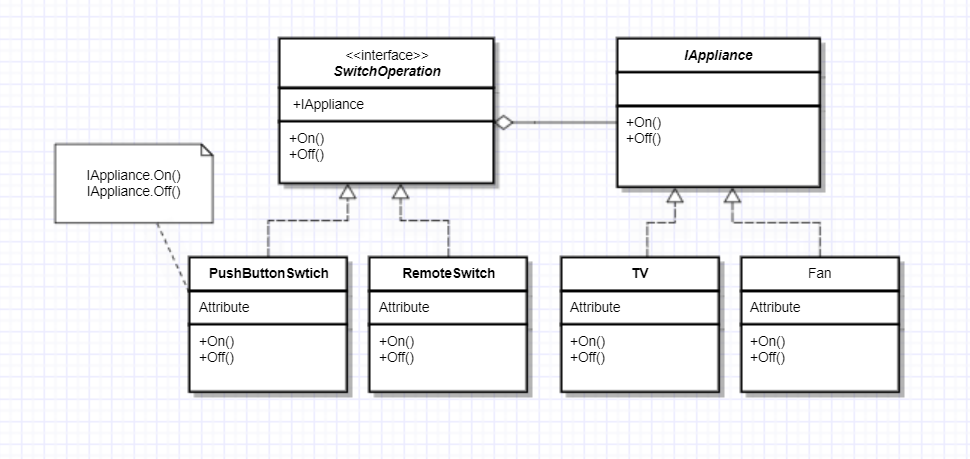 <<interface>>
SwitchOperation
+IAppliance
+On()
+Off()
IAppliance
+On()
+Off()
IAppliance.On()
IAppliance.Off()
PushButtonSwtich
Attribute
+On()
+Off()
RemoteSwitch
Attribute
+On()
+Off()
TV
Attribute
+On()
+Off()
Fan
Attribute
+On()
+Off()